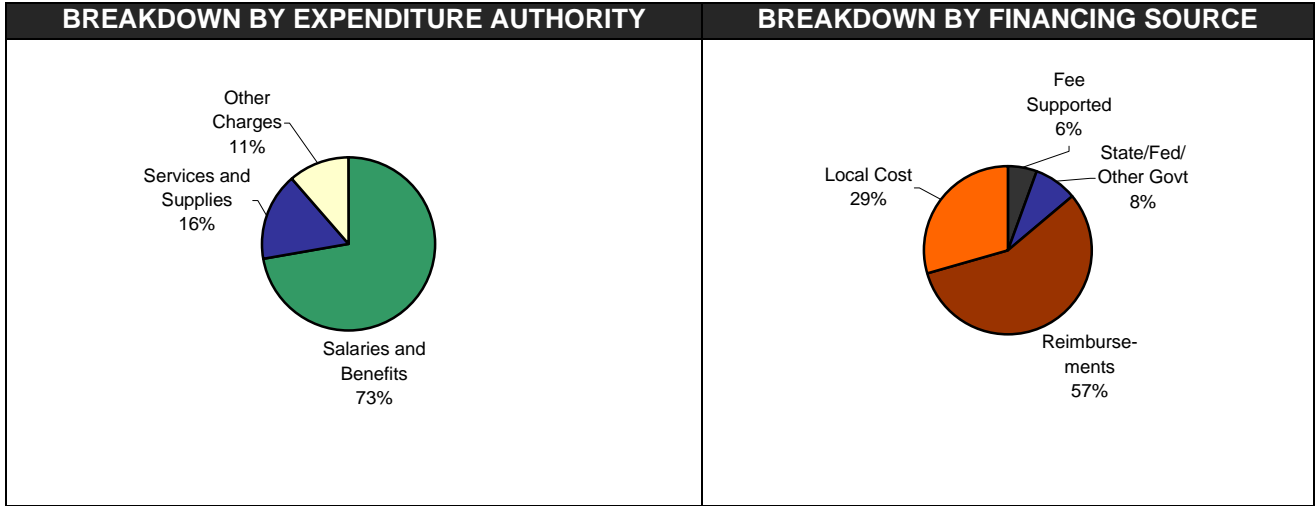 BREAKDOWN BY EXPENDITURE AUTHORITY
Other
Charges
11%
Services and
Supplies
16%
Salaries and
Benefits
73%
BREAKDOWN BY FINANCING SOURCE
Fee
Supported
6%
State/Fed/
Other Govt
8%
Local Cost
29%
Reimburse-
ments
57%